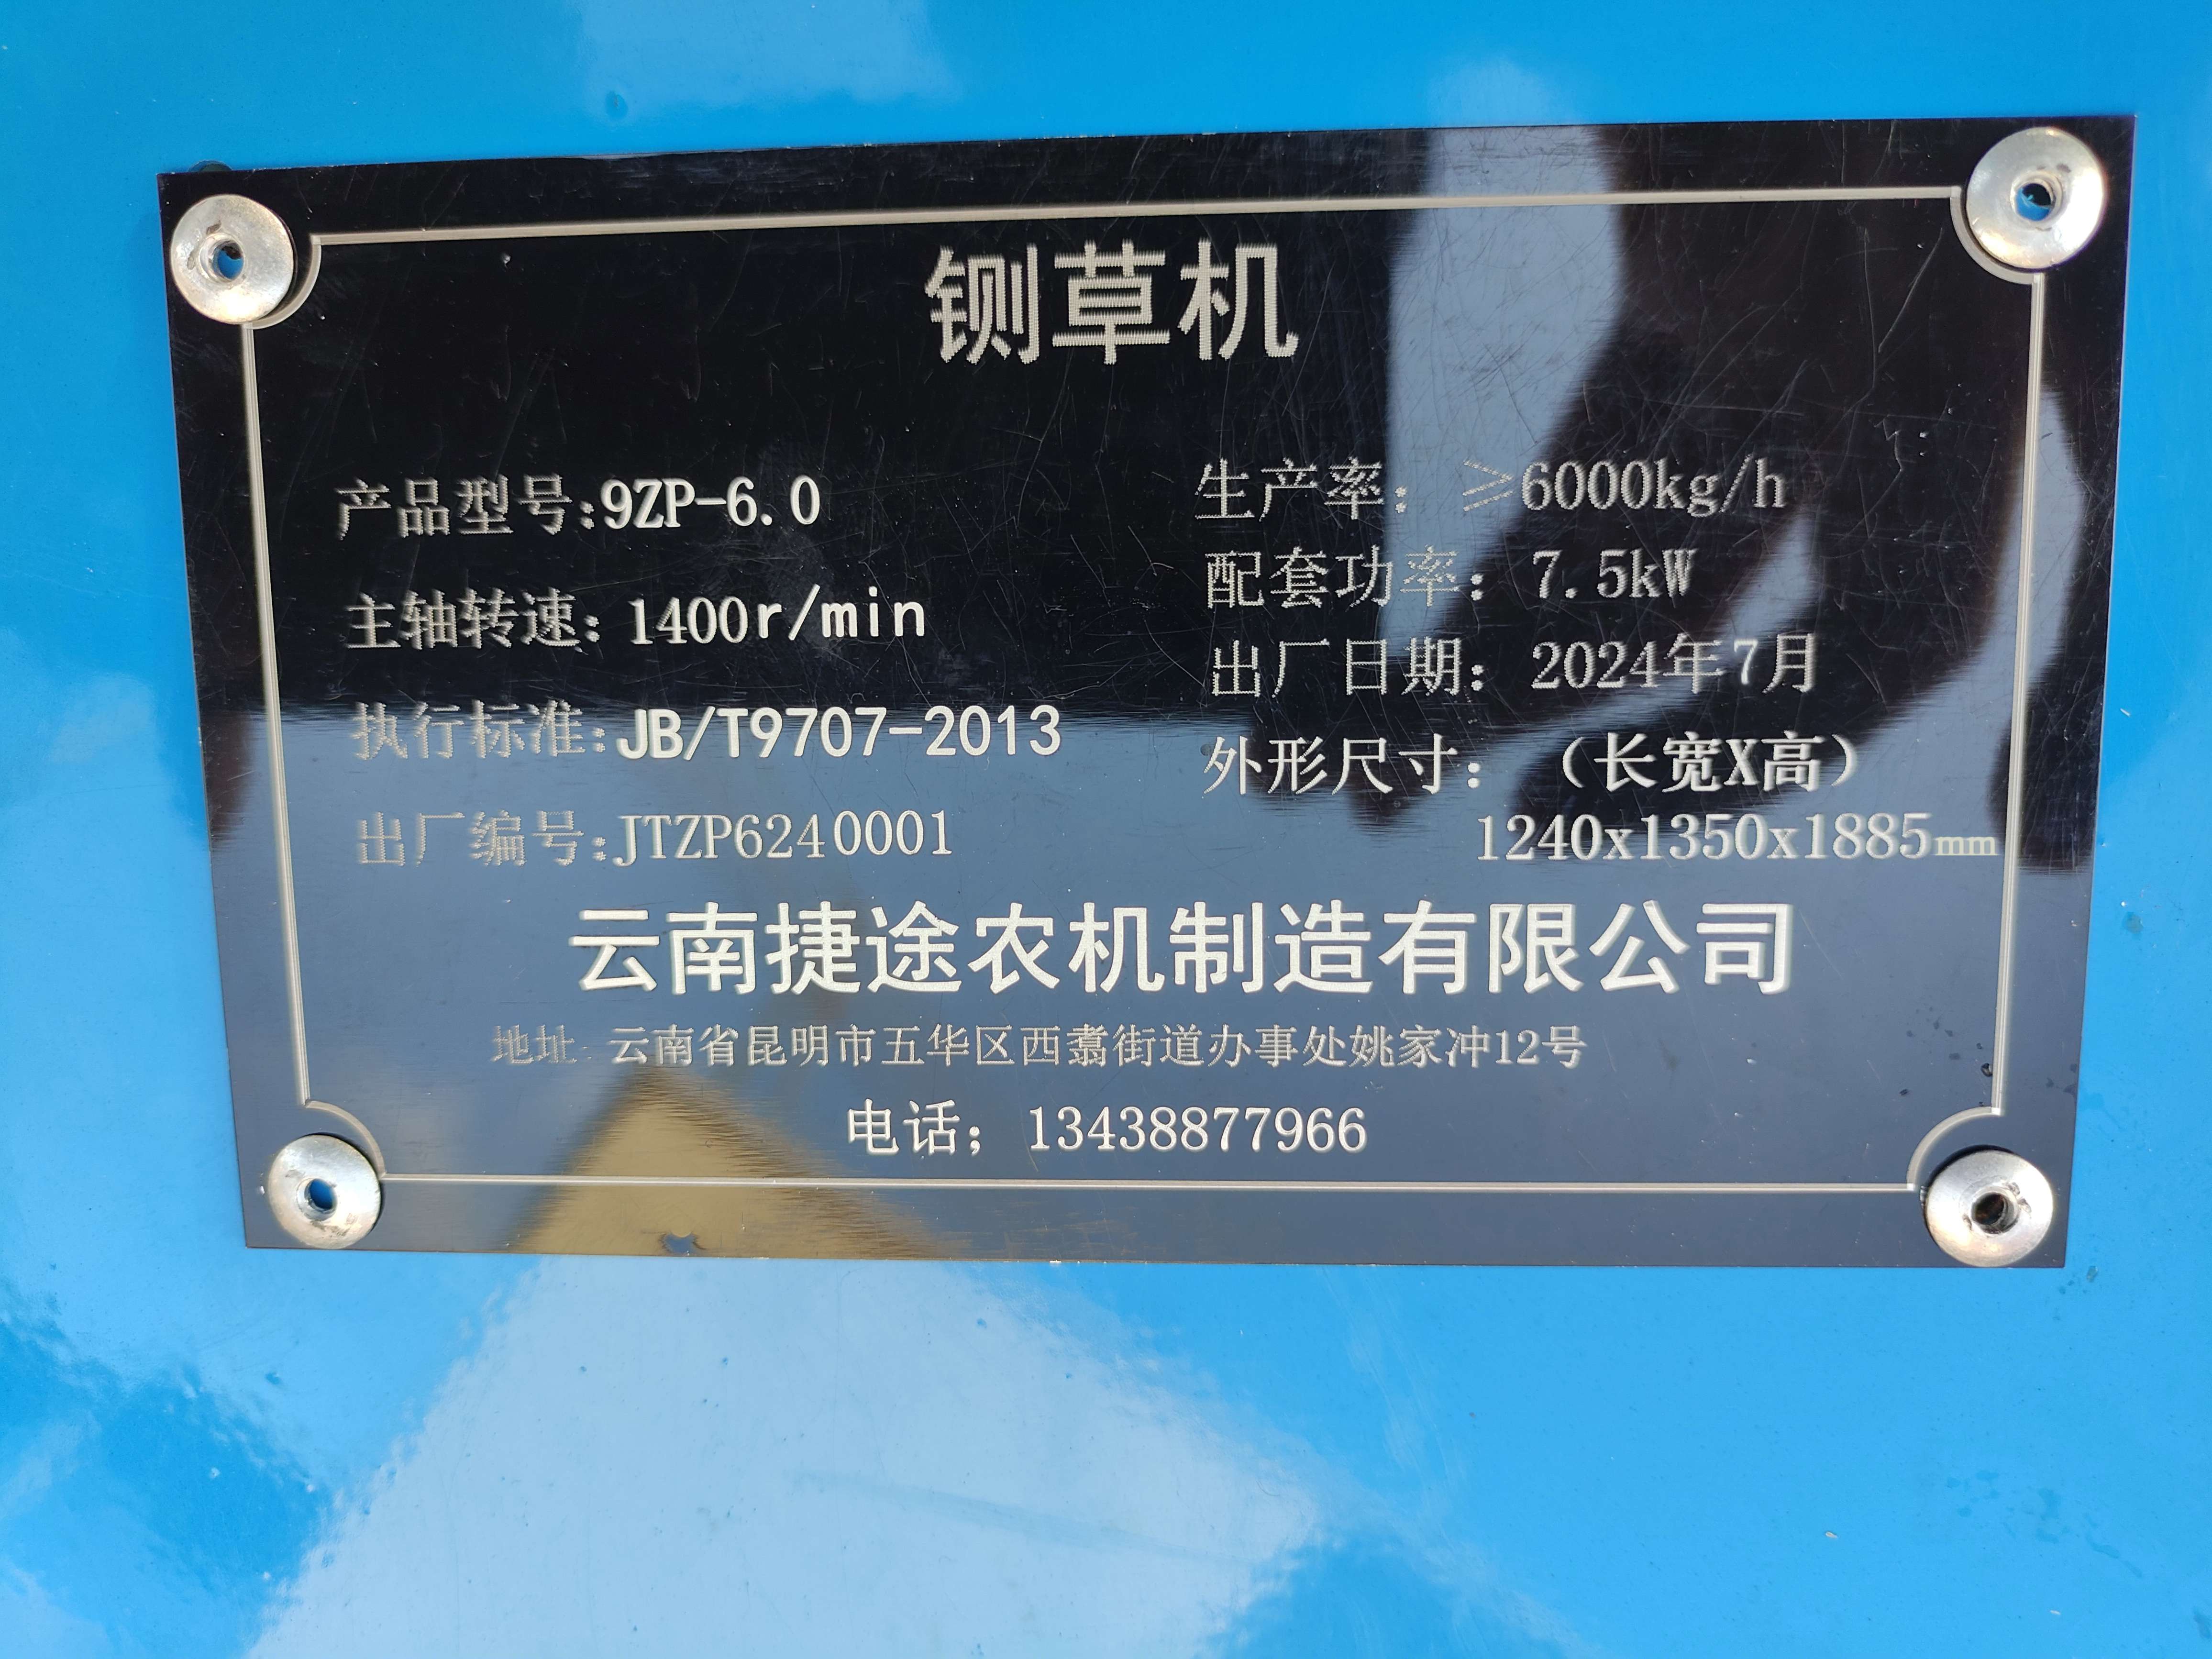 铡草机
产品型号:9ZP-6.0
主轴转速: 1400r/min
执行标准:JB/T9707-2013
出厂编号:JTZP6240001
生产率: ≥6000kg/h
配套功率: 7.5kW
出厂日期: 2024年7月
外形尺寸: (长宽X高)
1240x1350x1885mm
云南捷途农机制造有限公司
地址: 云南省昆明市五华区西翥街道办事处姚家冲12号
电话; 13438877966